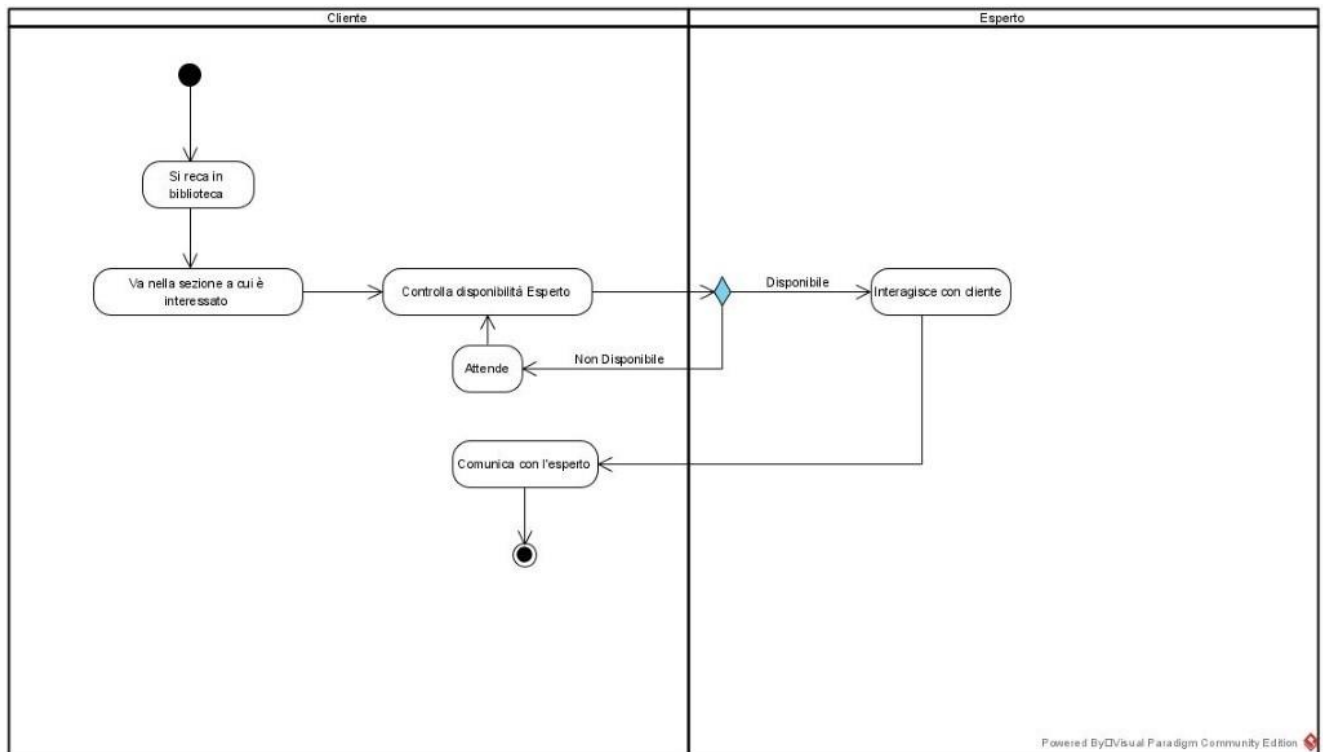 Cliente
Esperto
Si reca in
biblioteca
Va nella sezione a cui è
interessato
Controlla disponibilitá Esperto
Disponibile
Interagisce con cliente
Attende
Non Disponibile
Comunica con l'esperto
Powered By□Visual Paradigm Community Edition